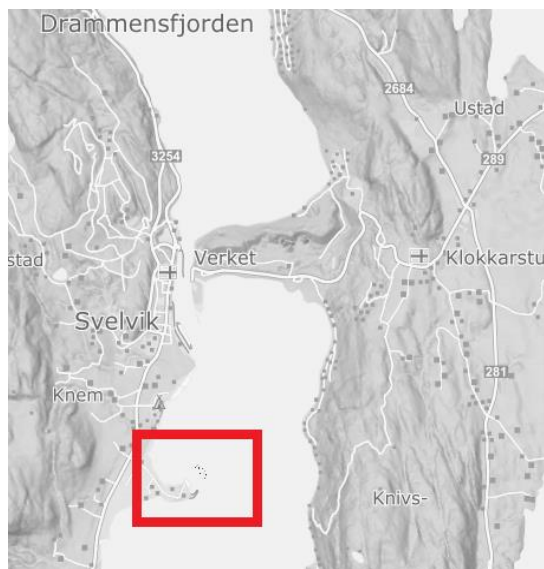 Drammensfjorden
2684
Ustad
3254
289
stad
Verket
Klokkarstu
Svelvik
281
Knem
Knivs-